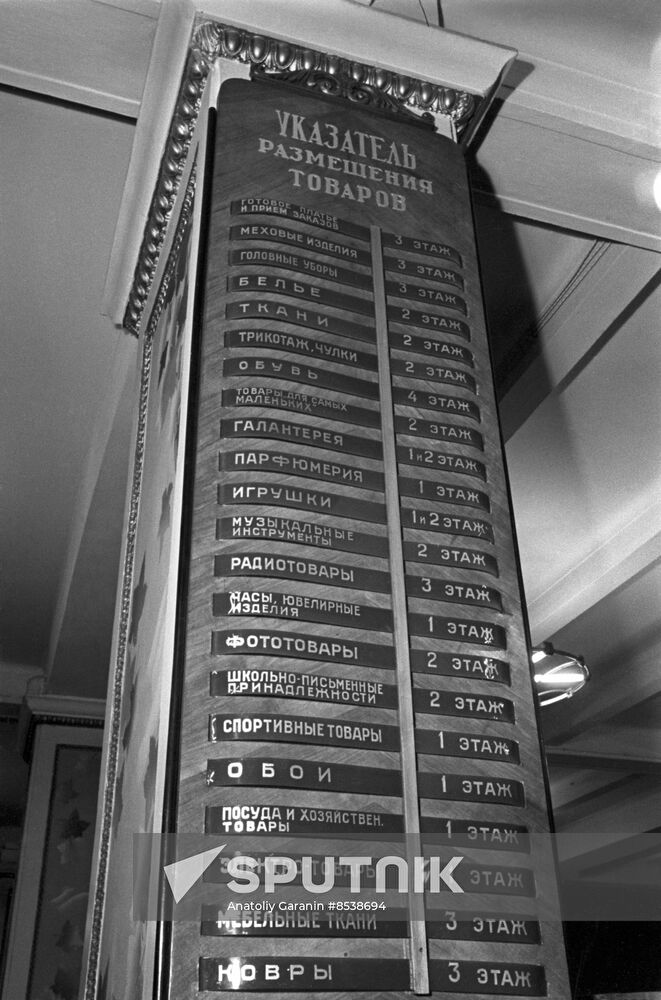 УКАЗАТЕЛЬ
РАЗМЕЩЕНИЯ
ТОВАРОВ
ГОТОВОЕ ПЛАТЬЕ
И ПРИЕМ ЗАКАЗОВ
3 ЭТАЖ
МЕХОВЫЕ ИЗДЕЛИЯ
3 ЭТАЖ
ГОЛОВНЫЕ УБОРЫ
3 ЭТАЖ
БЕЛЬЕ
2 ЭТАЖ
ТКАНИ
2 ЭТАЖ
ТРИКОТАЖ, ЧУЛКИ
2 ЭТАЖ
ОБУВЬ
4 ЭТАЖ
ТОВАРЫ ДЛЯ САМЫХ
МАЛЕНЬКИХ
2 ЭТАЖ
ГАЛАНТЕРЕЯ
1 и 2 ЭТАЖ
ПАРФЮМЕРИЯ
1 ЭТАЖ
ИГРУШКИ
1 и 2 ЭТАЖ
МУЗЫКАЛЬНЫЕ
ИНСТРУМЕНТЫ
2 ЭТАЖ
РАДИОТОВАРЫ
3 ЭТАЖ
ЧАСЫ, ЮВЕЛИРНЫЕ
ИЗДЕЛИЯ
1 ЭТАЖ
ФОТОТОВАРЫ
2 ЭТАЖ
ШКОЛЬНО-ПИСЬМЕННЫЕ
ПРИНАДЛЕЖНОСТИ
2 ЭТАЖ
СПОРТИВНЫЕ ТОВАРЫ
1 ЭТАЖ
ОБОИ
1 ЭТАЖ
ПОСУДА И ХОЗЯЙСТВЕН.
ТОВАРЫ
1 ЭТАЖ
ЭТАЖ
МЕБЕЛЬНЫЕ ТКАНИ
3 ЭТАЖ
КОВРЫ
3 ЭТАЖ
SPUTNIK
Anatoliy Garanin #8538694